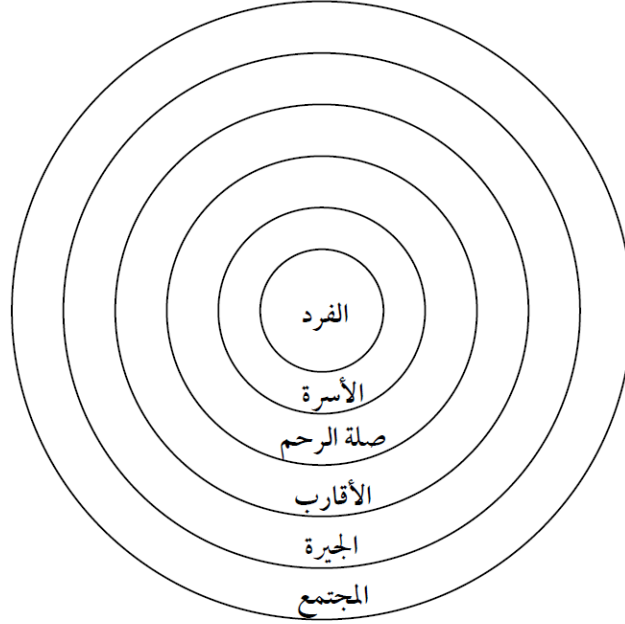 الفرد
الأسرة
صلة الرحم
الأقارب
الجيرة
المجتمع